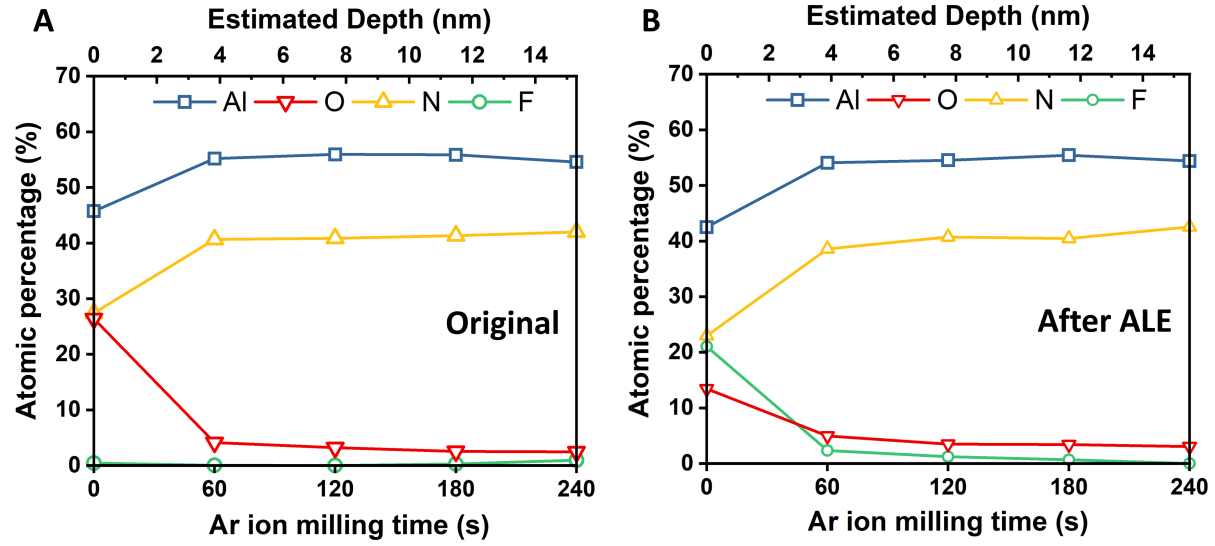 A
Estimated Depth (nm)
0 2 4 6 8 10 12 14
70
60
50
40
30
20
10
0
Atomic percentage (%)
Al O N F
Original
0 60 120 180 240
Ar ion milling time (s)
B
Estimated Depth (nm)
0 2 4 6 8 10 12 14
70
60
50
40
30
20
10
0
Atomic percentage (%)
Al O N F
After ALE
0 60 120 180 240
Ar ion milling time (s)